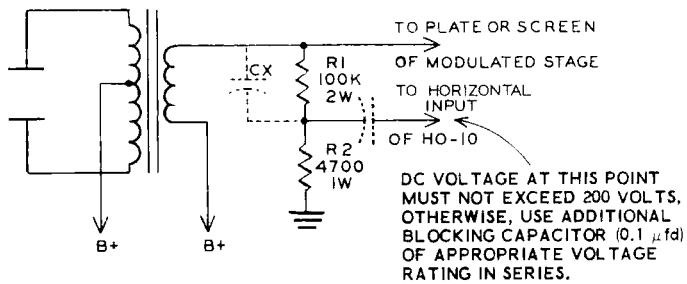 TO PLATE OR SCREEN
OF MODULATED STAGE
CX
R1
100K
2W
TO HORIZONTAL
INPUT
OF HO-10
R2
4700
1W
DC VOLTAGE AT THIS POINT
MUST NOT EXCEED 200 VOLTS,
OTHERWISE, USE ADDITIONAL
BLOCKING CAPACITOR (0.1 µfd)
OF APPROPRIATE VOLTAGE
RATING IN SERIES.
B+
B+